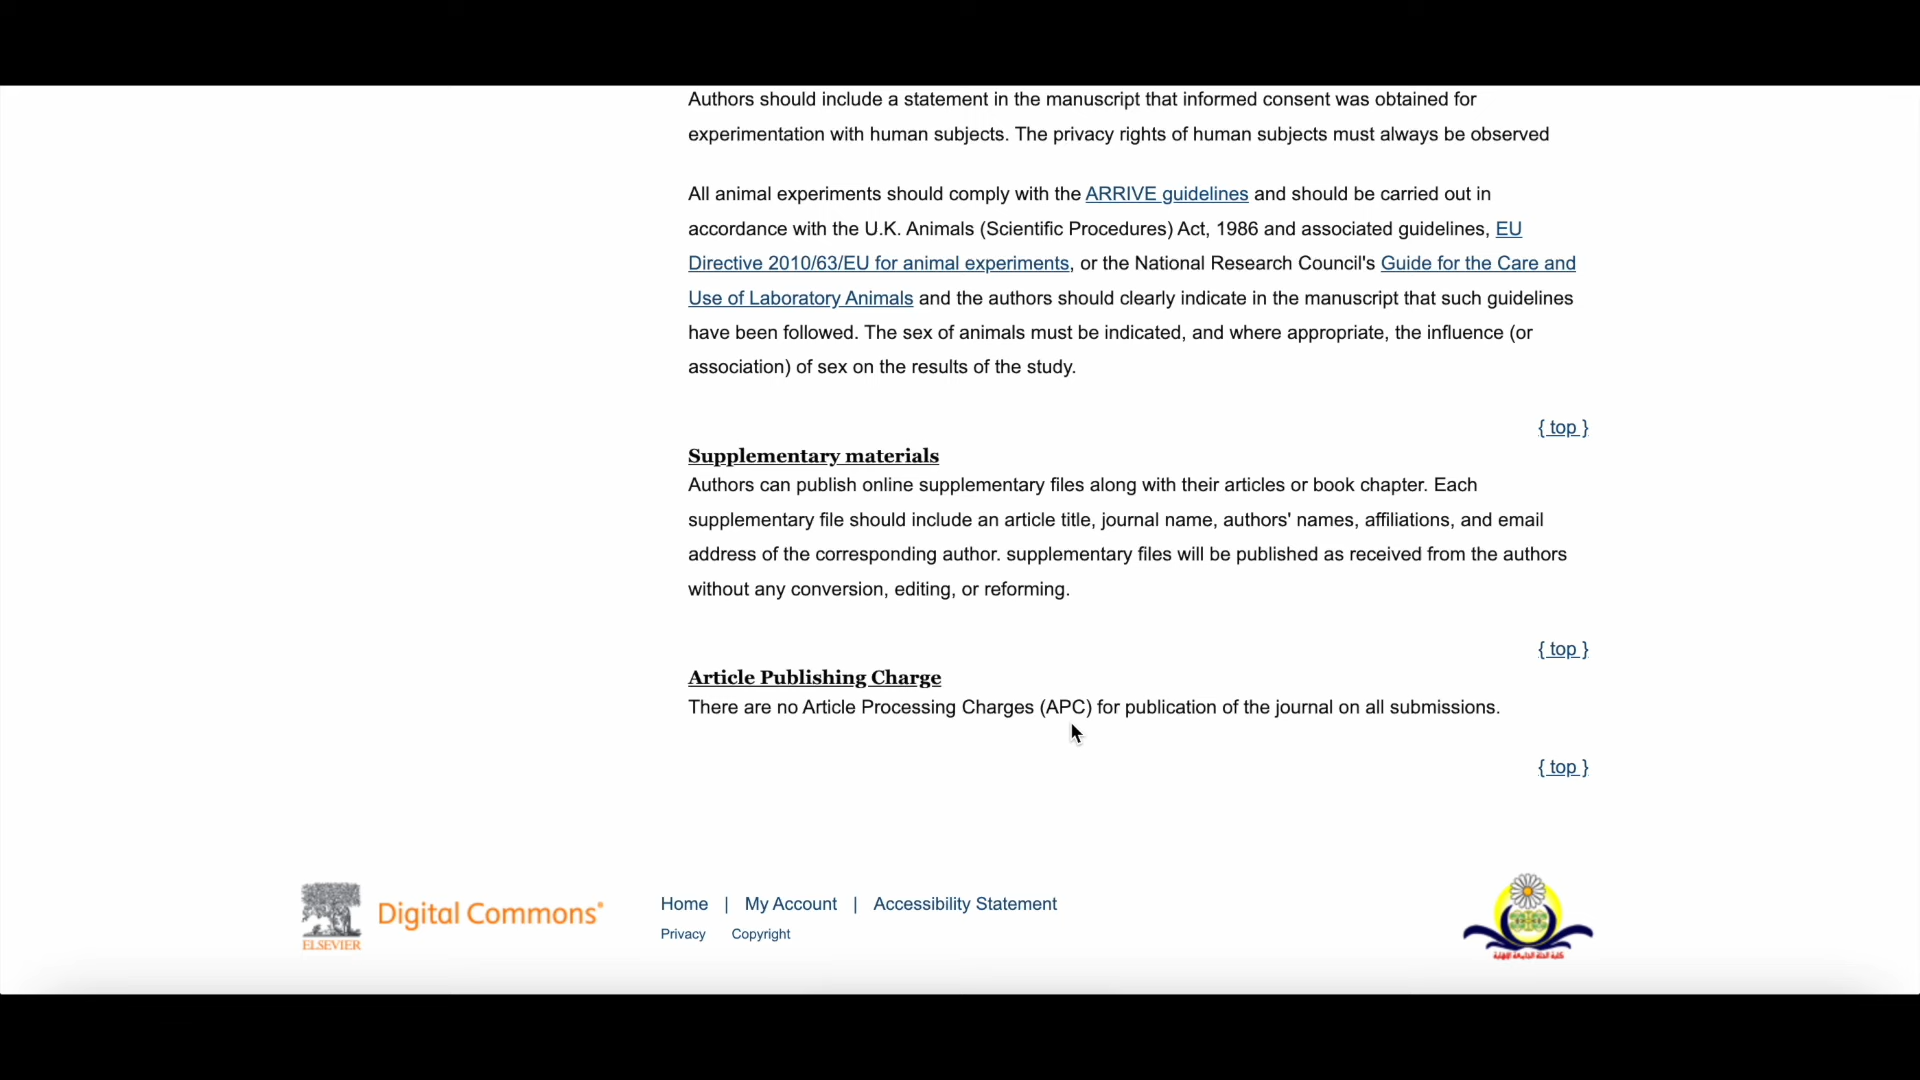 Authors should include a statement in the manuscript that informed consent was obtained for
experimentation with human subjects. The privacy rights of human subjects must always be observed
All animal experiments should comply with the ARRIVE guidelines and should be carried out in
accordance with the U.K. Animals (Scientific Procedures) Act, 1986 and associated guidelines, EU
Directive 2010/63/EU for animal experiments, or the National Research Council's Guide for the Care and
Use of Laboratory Animals and the authors should clearly indicate in the manuscript that such guidelines
have been followed. The sex of animals must be indicated, and where appropriate, the influence (or
association) of sex on the results of the study.
{ top }
Supplementary materials
Authors can publish online supplementary files along with their articles or book chapter. Each
supplementary file should include an article title, journal name, authors' names, affiliations, and email
address of the corresponding author. supplementary files will be published as received from the authors
without any conversion, editing, or reforming.
{ top }
Article Publishing Charge
There are no Article Processing Charges (APC) for publication of the journal on all submissions.
{ top }
ELSEVIER Digital Commons®
Home | My Account | Accessibility Statement
Privacy Copyright